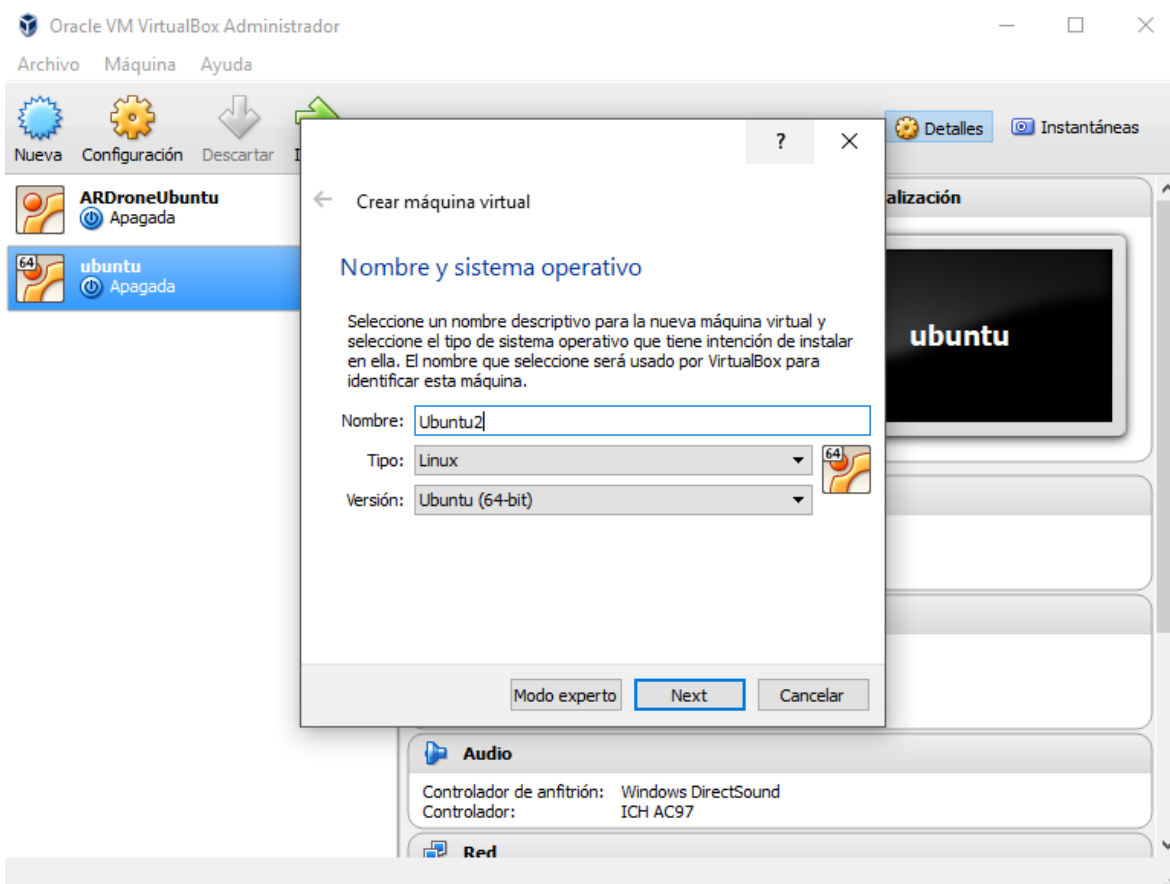 Oracle VM VirtualBox Administrador
Archivo Máquina Ayuda
Nueva Configuración Descartar
Detalles Instantáneas
ARDroneUbuntu
Apagada
64
ubuntu
Apagada
?
Crear máquina virtual
Nombre y sistema operativo
Seleccione un nombre descriptivo para la nueva máquina virtual y
seleccione el tipo de sistema operativo que tiene intención de instalar
en ella. El nombre que seleccione será usado por VirtualBox para
identificar esta máquina.
Nombre: Ubuntu2
Tipo: Linux
64
Versión: Ubuntu (64-bit)
Modo experto Next Cancelar
alización
ubuntu
Audio
Controlador de anfitrión: Windows DirectSound
Controlador: ICH AC97
Red